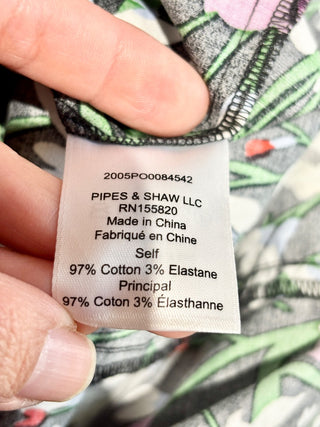 2005PO0084542
PIPES & SHAW LLC
RN155820
Made in China
Fabriqué en Chine
Self
97% Cotton 3% Elastane
Principal
97% Coton 3% Élasthanne